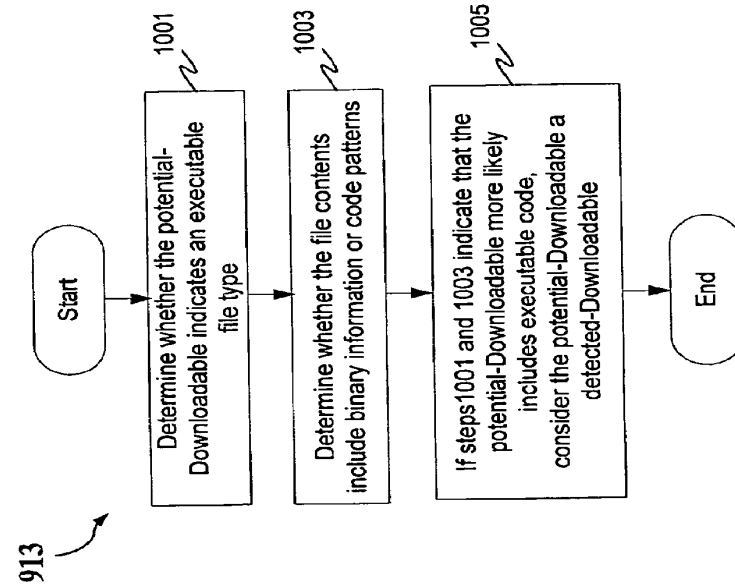 913
Start
Determine whether the potential-
Downloadable indicates an executable
file type
1001
Determine whether the file contents
include binary information or code patterns
1003
If steps1001 and 1003 indicate that the
potential-Downloadable more likely
includes executable code,
consider the potential-Downloadable a
detected-Downloadable
1005
End